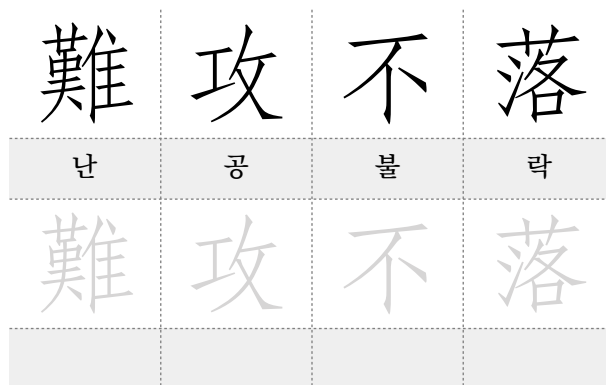 難 攻 不 落
난 공 불 락
難 攻 不 落